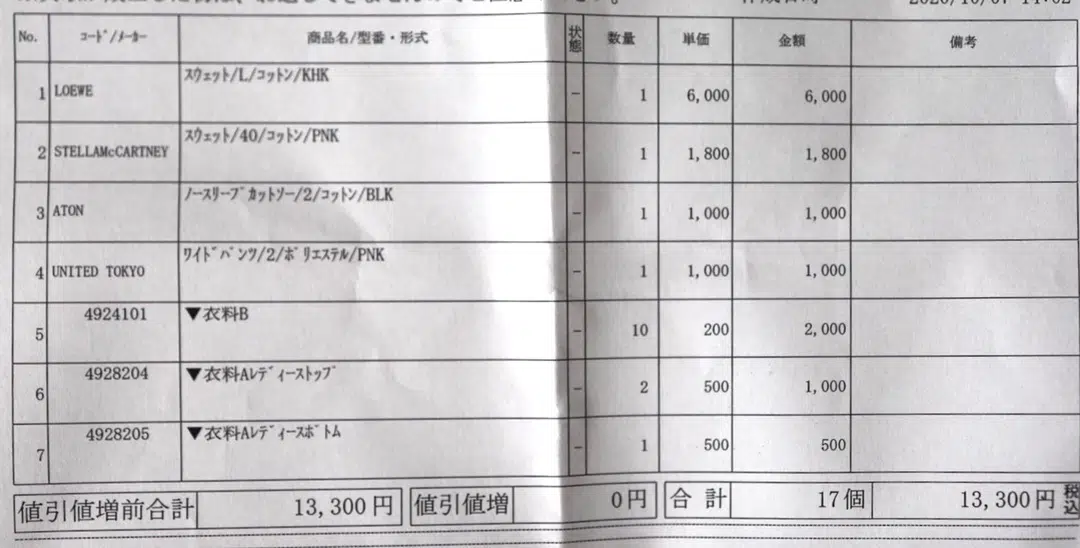 2020/10/07 14:02
No. ｺｰﾄﾞ/ﾒｰｶｰ 商品名/型番・形式 状態 数量 単価 金額 備考
1 LOEWE ｽｳｪｯﾄ/L/ｺｯﾄﾝ/KHK - 1 6,000 6,000
2 STELLAMcCARTNEY ｽｳｪｯﾄ/40/ｺｯﾄﾝ/PNK - 1 1,800 1,800
3 ATON ﾉｰｽﾘｰﾌﾞｶｯﾄｿｰ/2/ｺｯﾄﾝ/BLK - 1 1,000 1,000
4 UNITED TOKYO ﾜｲﾄﾞﾊﾟﾝﾂ/2/ﾎﾟﾘｴｽﾃﾙ/PNK - 1 1,000 1,000
5 4924101 ▼衣料B - 10 200 2,000
6 4928204 ▼衣料Aﾚﾃﾞｨｰｽﾄｯﾌﾟ - 2 500 1,000
7 4928205 ▼衣料Aﾚﾃﾞｨｰｽﾎﾞﾄﾑ - 1 500 500
値引値増前合計 13,300円 値引値増 0円 合計 17個 13,300円 税込